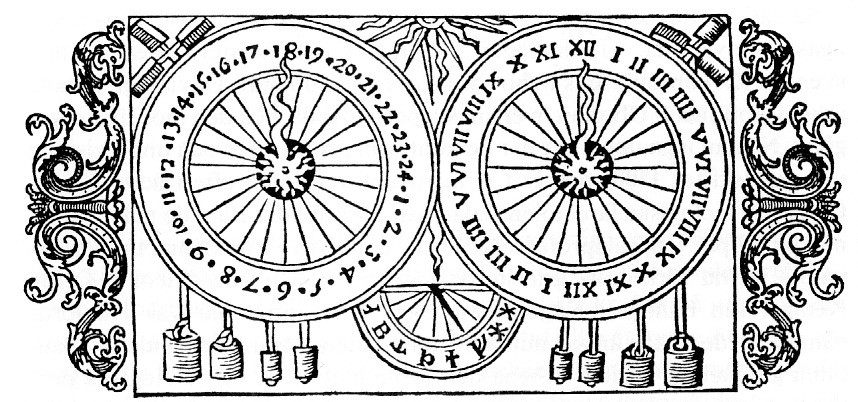 1·2·3·4·5·6·7·8·9·10·11·12·13·14·15·16·17·18·19·20·21·22·23·24
I II III IIII V VI VII VIII IX X XI XII I II III IIII V VI VII VIII IX X XI XII